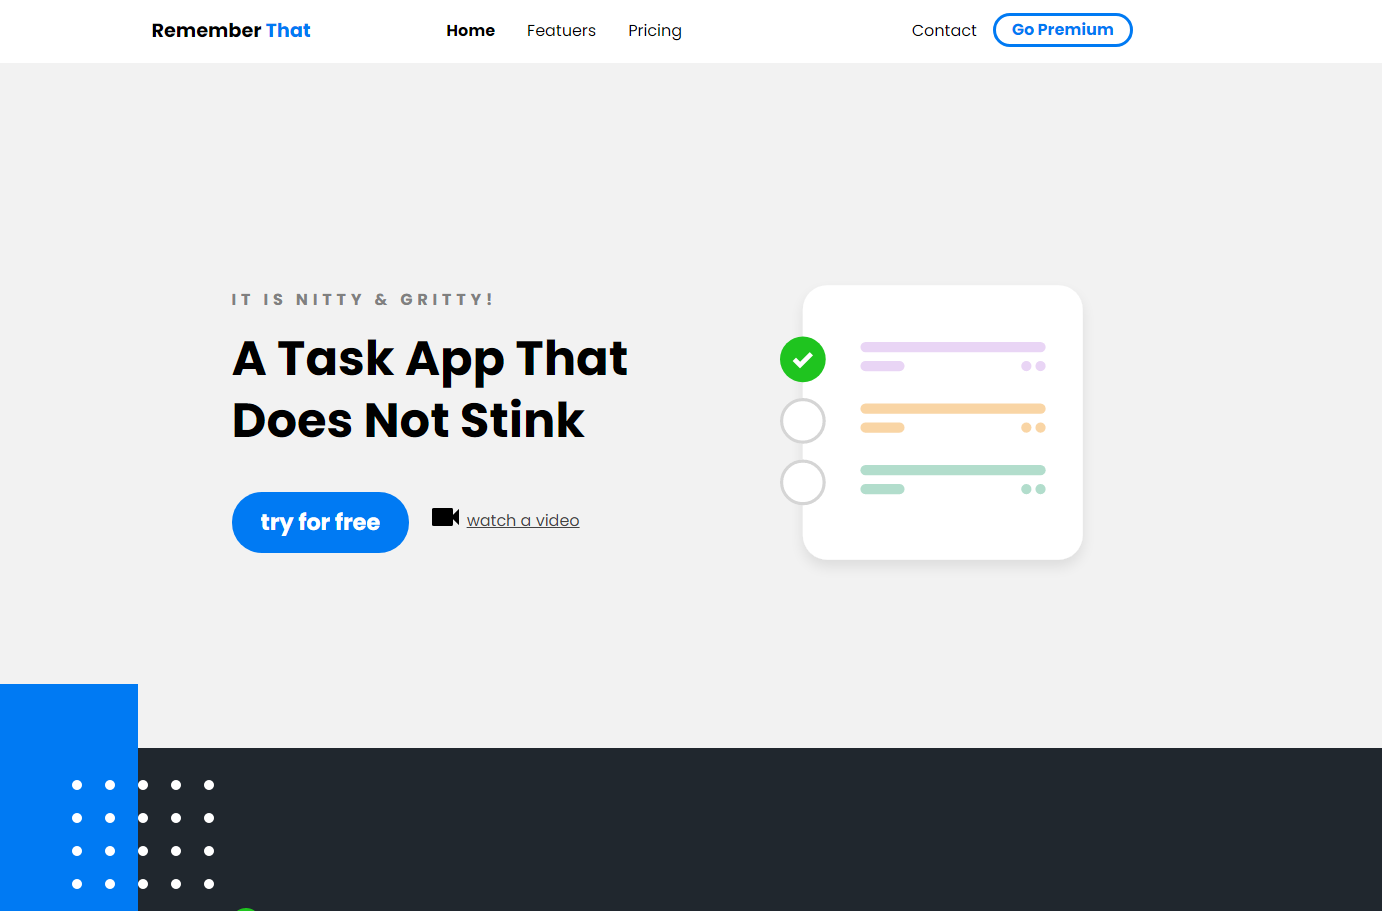 Remember That
Home
Featuers
Pricing
Contact
Go Premium
IT IS NITTY & GRITTY!
A Task App That
Does Not Stink
try for free
watch a video